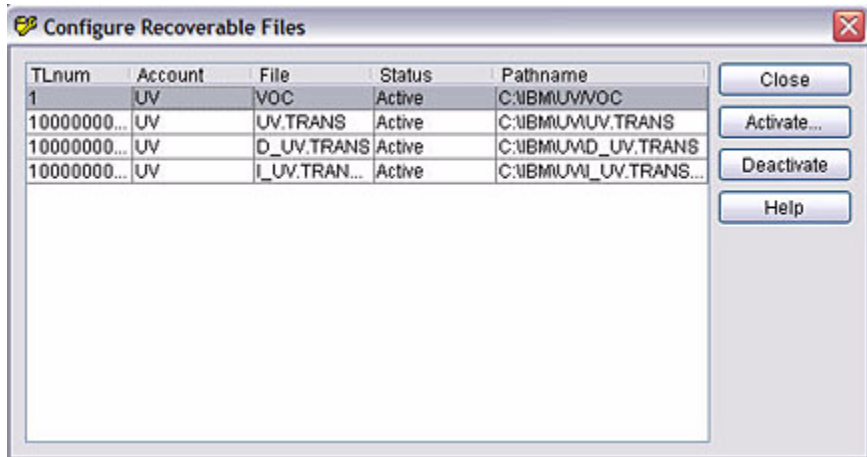 Configure Recoverable Files
TLnum Account File Status Pathname
1 UV VOC Active C:\IBM\UV\VOC
10000000... UV UV.TRANS Active C:\IBM\UV\UV.TRANS
10000000... UV D_UV.TRANS Active C:\IBM\UV\D_UV.TRANS
10000000... UV I_UV.TRAN... Active C:\IBM\UV\I_UV.TRANS...
Close
Activate...
Deactivate
Help